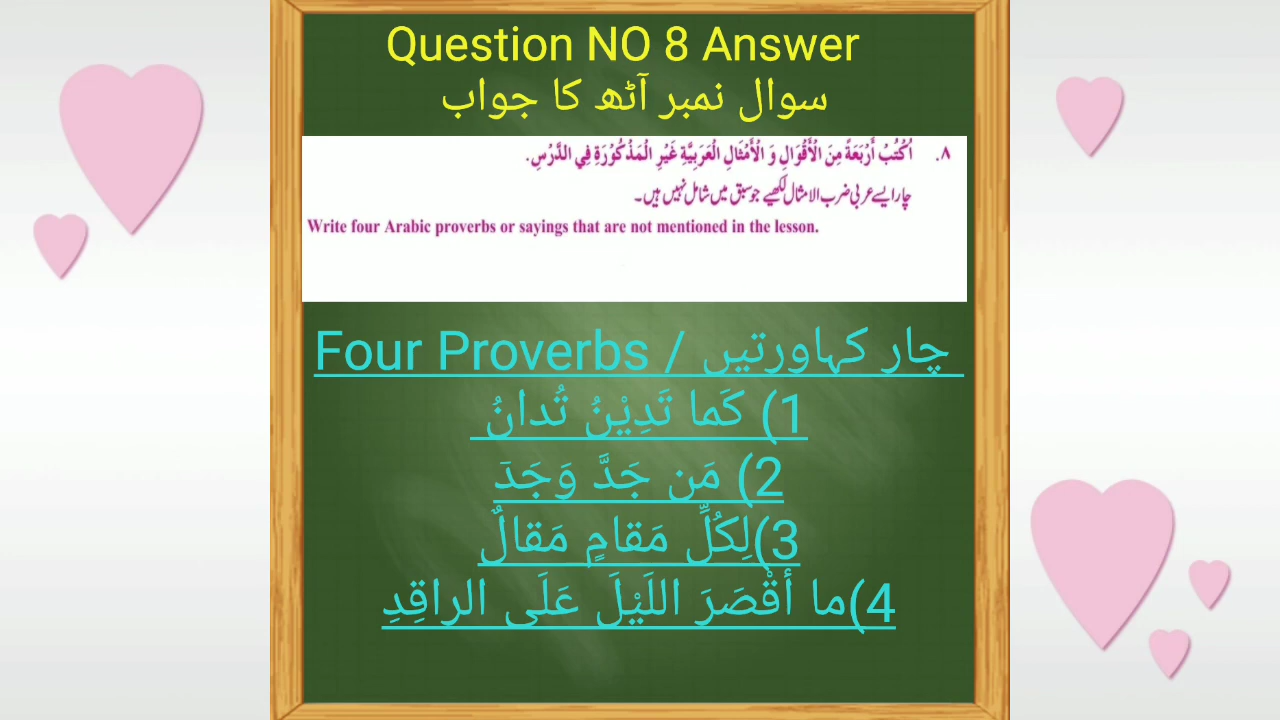 Question NO 8 Answer
سوال نمبر آٹھ کا جواب
۸. اُكْتُبْ أَرْبَعَةً مِنَ الْأَقْوَالِ وَ الْأَمْثَالِ الْعَرَبِيَّةِ غَيْرِ الْمَذْكُوْرَةِ فِي الدَّرْسِ.
چار ایسے عربی ضرب الامثال لکھیے جو سبق میں شامل نہیں ہیں۔
Write four Arabic proverbs or sayings that are not mentioned in the lesson.
Four Proverbs / چار کہاورتیں
1) كَما تَدِيْنُ تُدانُ
2) مَن جَدَّ وَجَدَ
3)لِكُلِّ مَقامٍ مَقالٌ
4)ما أقْصَرَ اللَيْلَ عَلَى الراقِدِ